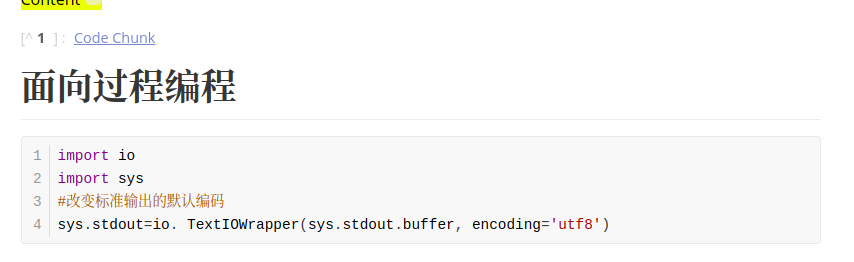 Content
[^ 1 ] : Code Chunk
面向过程编程
1 import io
2 import sys
3 #改变标准输出的默认编码
4 sys.stdout=io. TextIOWrapper(sys.stdout.buffer, encoding='utf8')